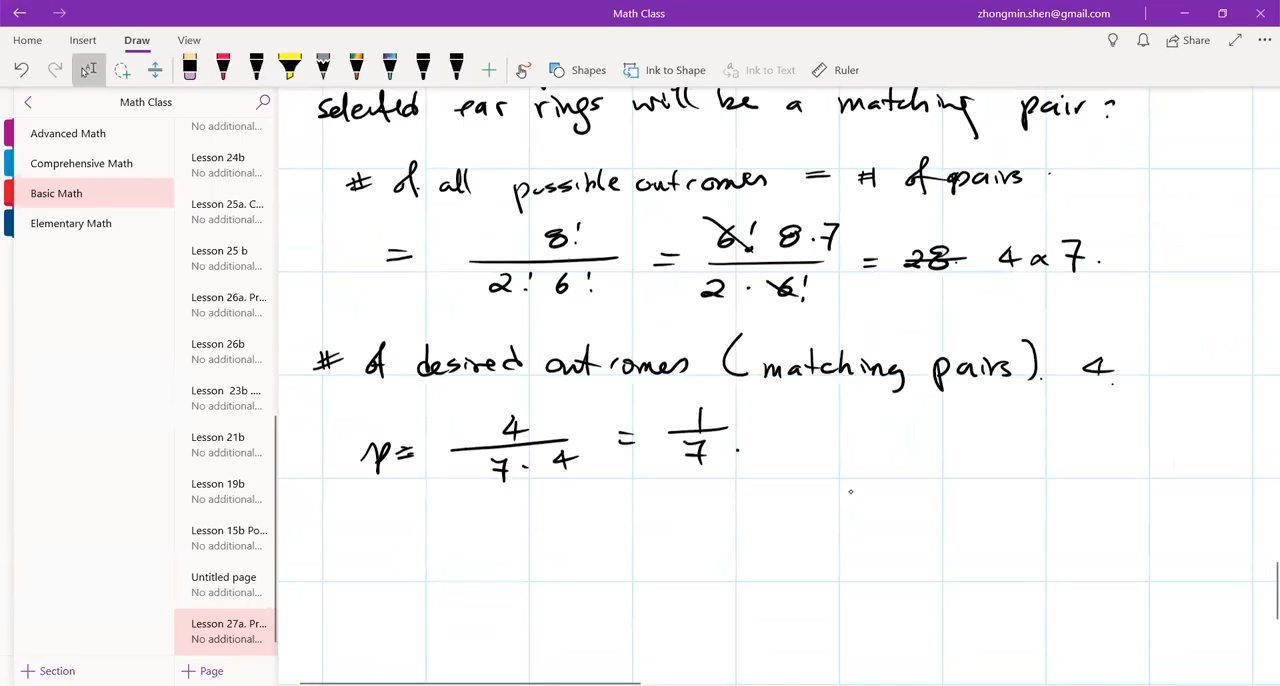 Math Class
zhongmin.shen@gmail.com
Home
Insert
Draw
View
Shapes
Ink to Shape
Ink to Text
Ruler
Share
Math Class
Advanced Math
Comprehensive Math
Basic Math
Elementary Math
Section
No additional...
Lesson 24b
No additional...
Lesson 25a. C...
No additional...
Lesson 25 b
No additional...
Lesson 26a. Pr...
No additional...
Lesson 26b
No additional...
Lesson 23b ....
No additional...
Lesson 21b
No additional...
Lesson 19b
No additional...
Lesson 15b Po...
No additional...
Untitled page
No additional...
Lesson 27a. Pr...
No additional...
Page
selected ear rings will be a matching pair?
# of all possible outcomes = # of pairs.
= 8! / 2! 6! = 6! 8·7 / 2 · 6! = 28 4 × 7.
# of desired outcomes (matching pairs). 4.
p = 4 / 7 · 4 = 1 / 7.